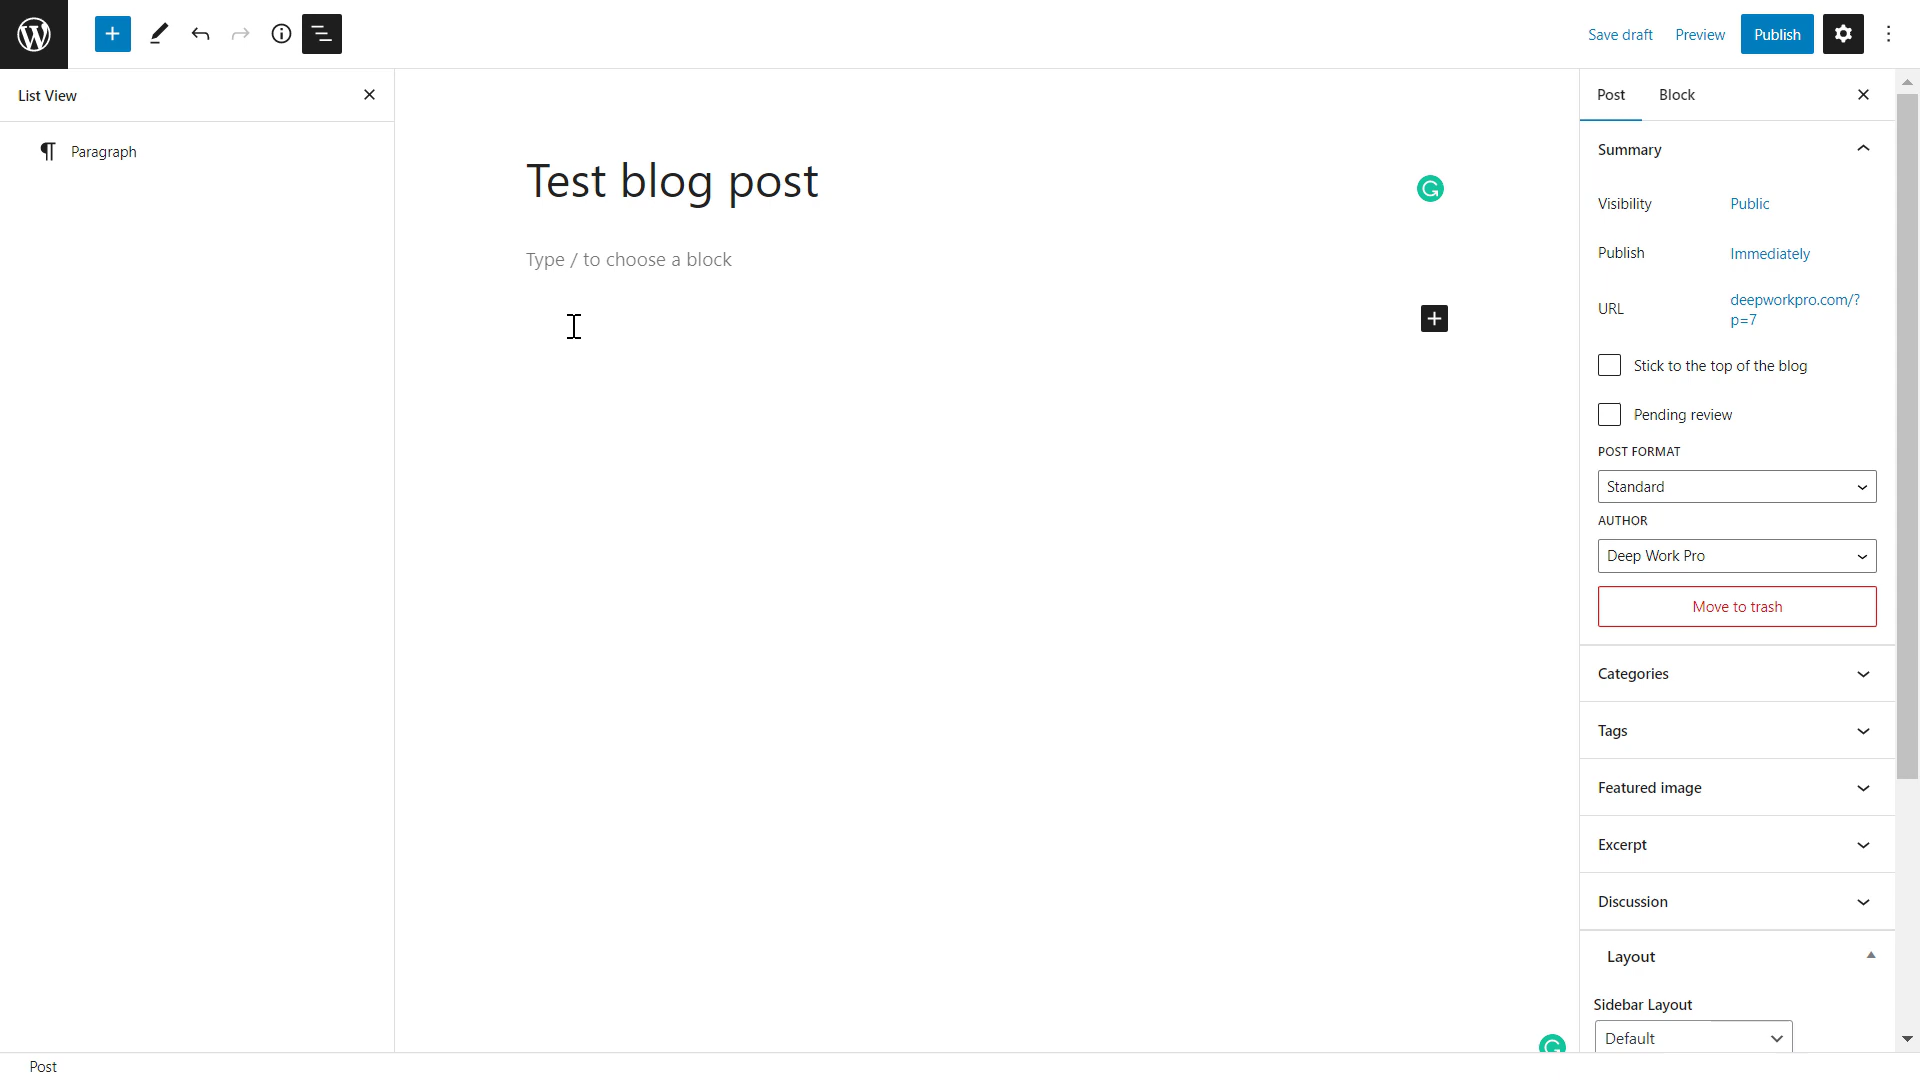 Save draft
Preview
Publish
List View
Paragraph
Test blog post
Type / to choose a block
Post
Block
Summary
Visibility
Public
Publish
Immediately
URL
deepworkpro.com/?
p=7
Stick to the top of the blog
Pending review
POST FORMAT
Standard
AUTHOR
Deep Work Pro
Move to trash
Categories
Tags
Featured image
Excerpt
Discussion
Layout
Sidebar Layout
Default
Post